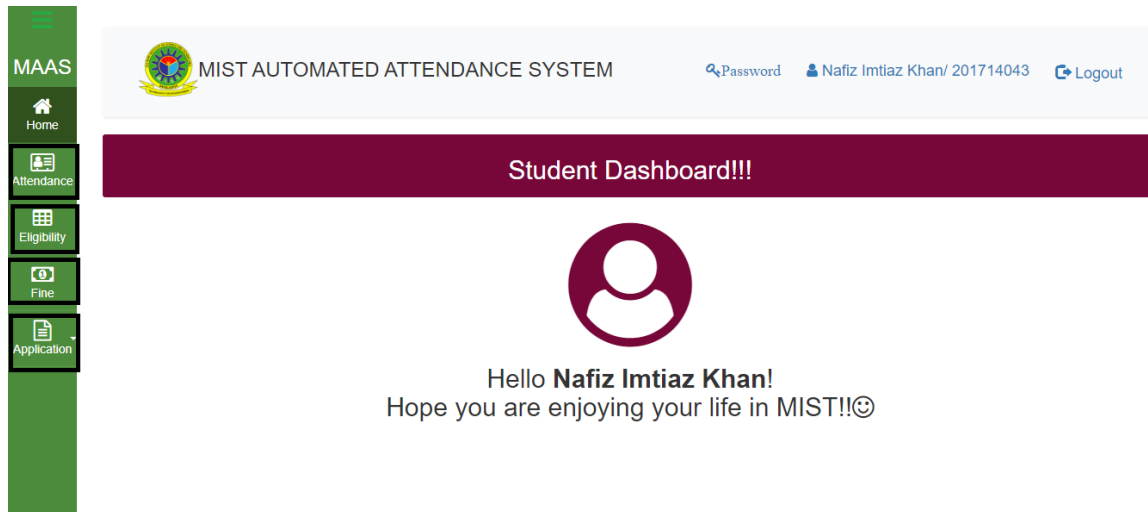 MAAS
Home
Attendance
Eligibility
Fine
Application
MIST AUTOMATED ATTENDANCE SYSTEM
Password
Nafiz Imtiaz Khan/ 201714043
Logout
Student Dashboard!!!
Hello Nafiz Imtiaz Khan!
Hope you are enjoying your life in MIST!!☺